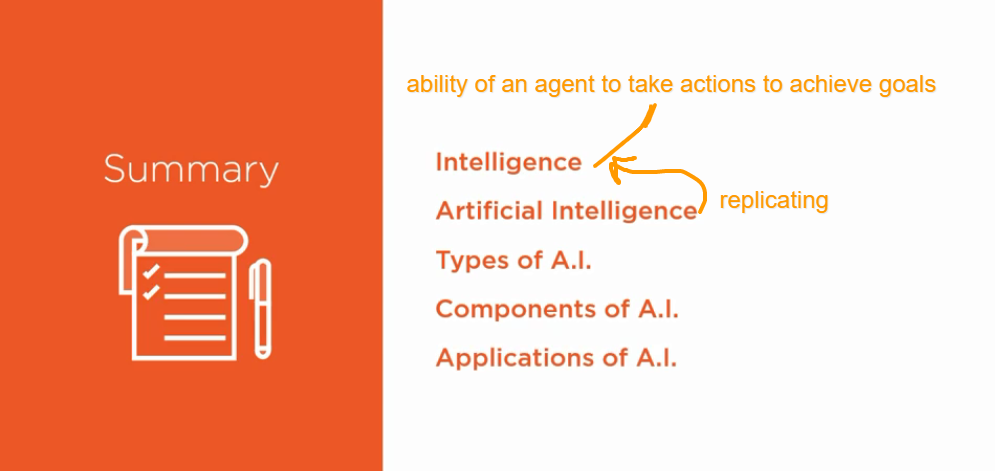 Summary
ability of an agent to take actions to achieve goals
Intelligence
Artificial Intelligence
replicating
Types of A.I.
Components of A.I.
Applications of A.I.